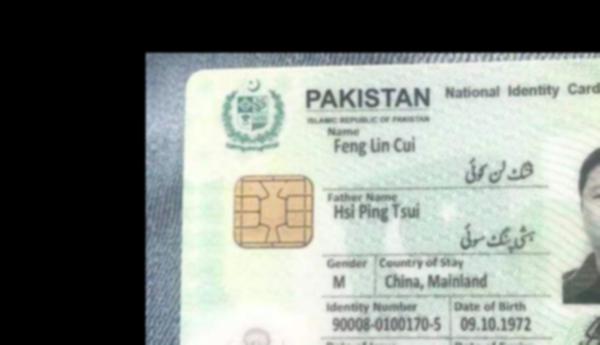 PAKISTAN National Identity Card
ISLAMIC REPUBLIC OF PAKISTAN
Name
Feng Lin Cui
فنگ لن کوئی
Father Name
Hsi Ping Tsui
ہشی پنگ سوئی
Gender Country of Stay
M China, Mainland
Identity Number Date of Birth
90008-0100170-5 09.10.1972